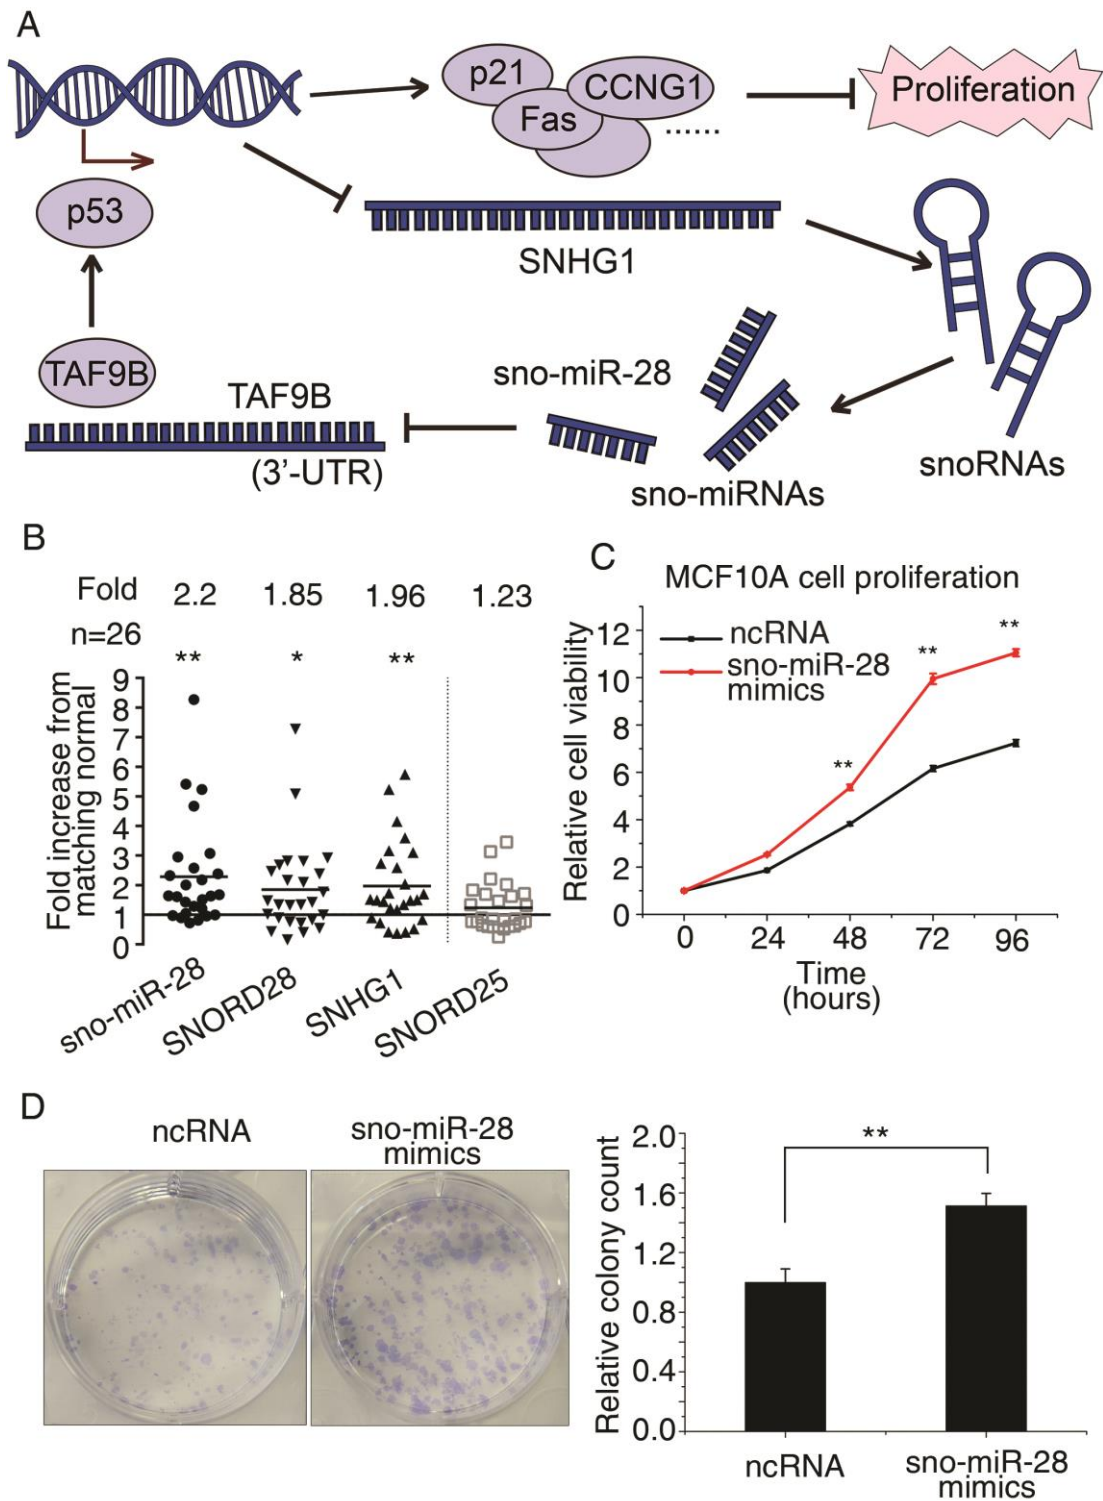 A
p21
CCNG1
Fas
......
Proliferation
p53
SNHG1
TAF9B
TAF9B
(3'-UTR)
sno-miR-28
sno-miRNAs
snoRNAs
B
Fold 2.2 1.85 1.96 1.23
n=26
** * **
Fold increase from
matching normal
9
8
7
6
5
4
3
2
1
0
sno-miR-28
SNORD28
SNHG1
SNORD25
C
MCF10A cell proliferation
ncRNA
sno-miR-28
mimics
** ** **
Relative cell viability
12
10
8
6
4
2
0
0 24 48 72 96
Time
(hours)
D
ncRNA
sno-miR-28
mimics
**
Relative colony count
2.0
1.6
1.2
0.8
0.4
0.0
ncRNA
sno-miR-28
mimics